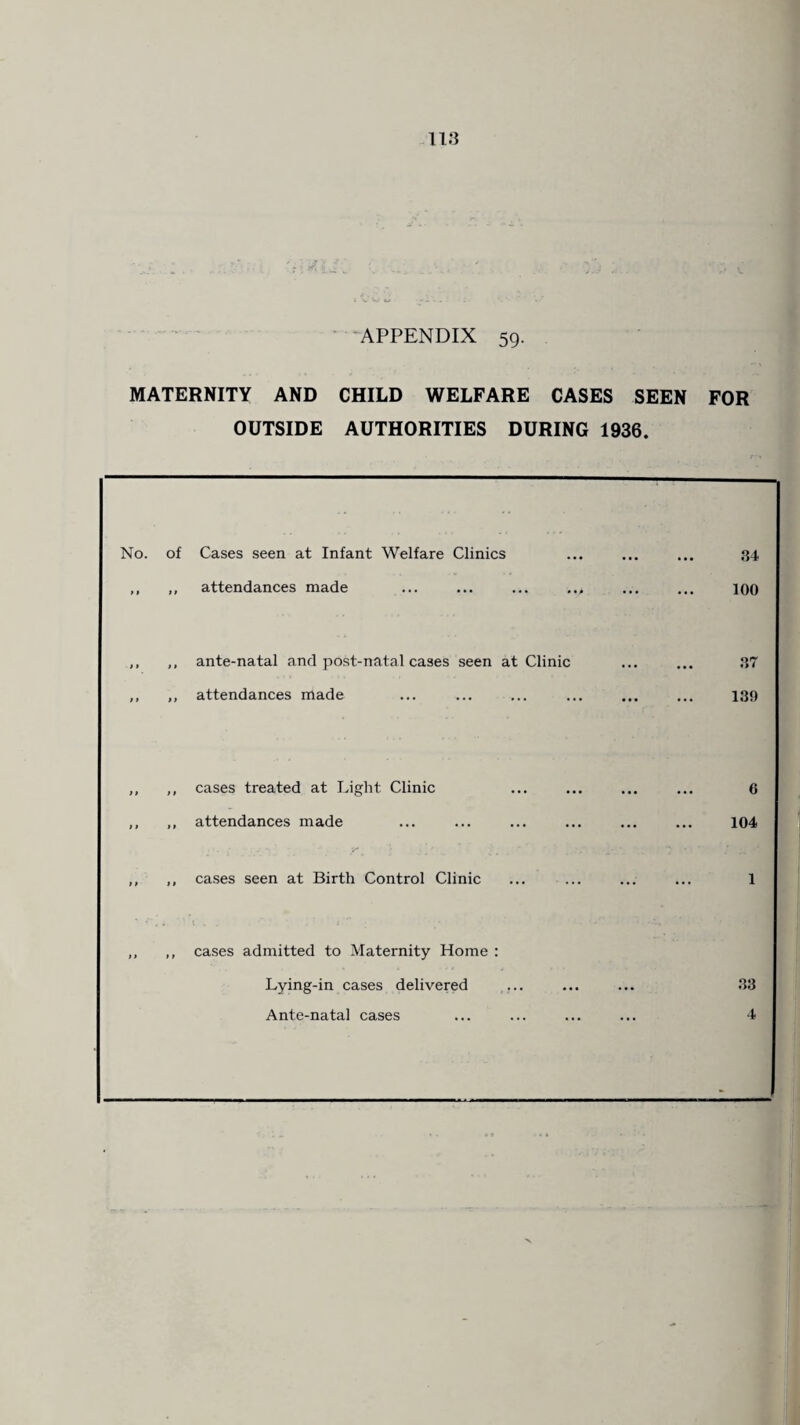 113
APPENDIX 59.
MATERNITY AND CHILD WELFARE CASES SEEN FOR
OUTSIDE AUTHORITIES DURING 1936.
No. of Cases seen at Infant Welfare Clinics ... ... ... 34
,, ,, attendances made ... ... ... ... ... ... 100
,, ,, ante-natal and post-natal cases seen at Clinic ... ... 37
,, ,, attendances made ... ... ... ... ... ... 139
,, ,, cases treated at Light Clinic ... ... ... ... 6
,, ,, attendances made ... ... ... ... ... ... 104
,, ,, cases seen at Birth Control Clinic ... ... ... ... 1
,, ,, cases admitted to Maternity Home :
Lying-in cases delivered ... ... ... 33
Ante-natal cases ... ... ... ... 4